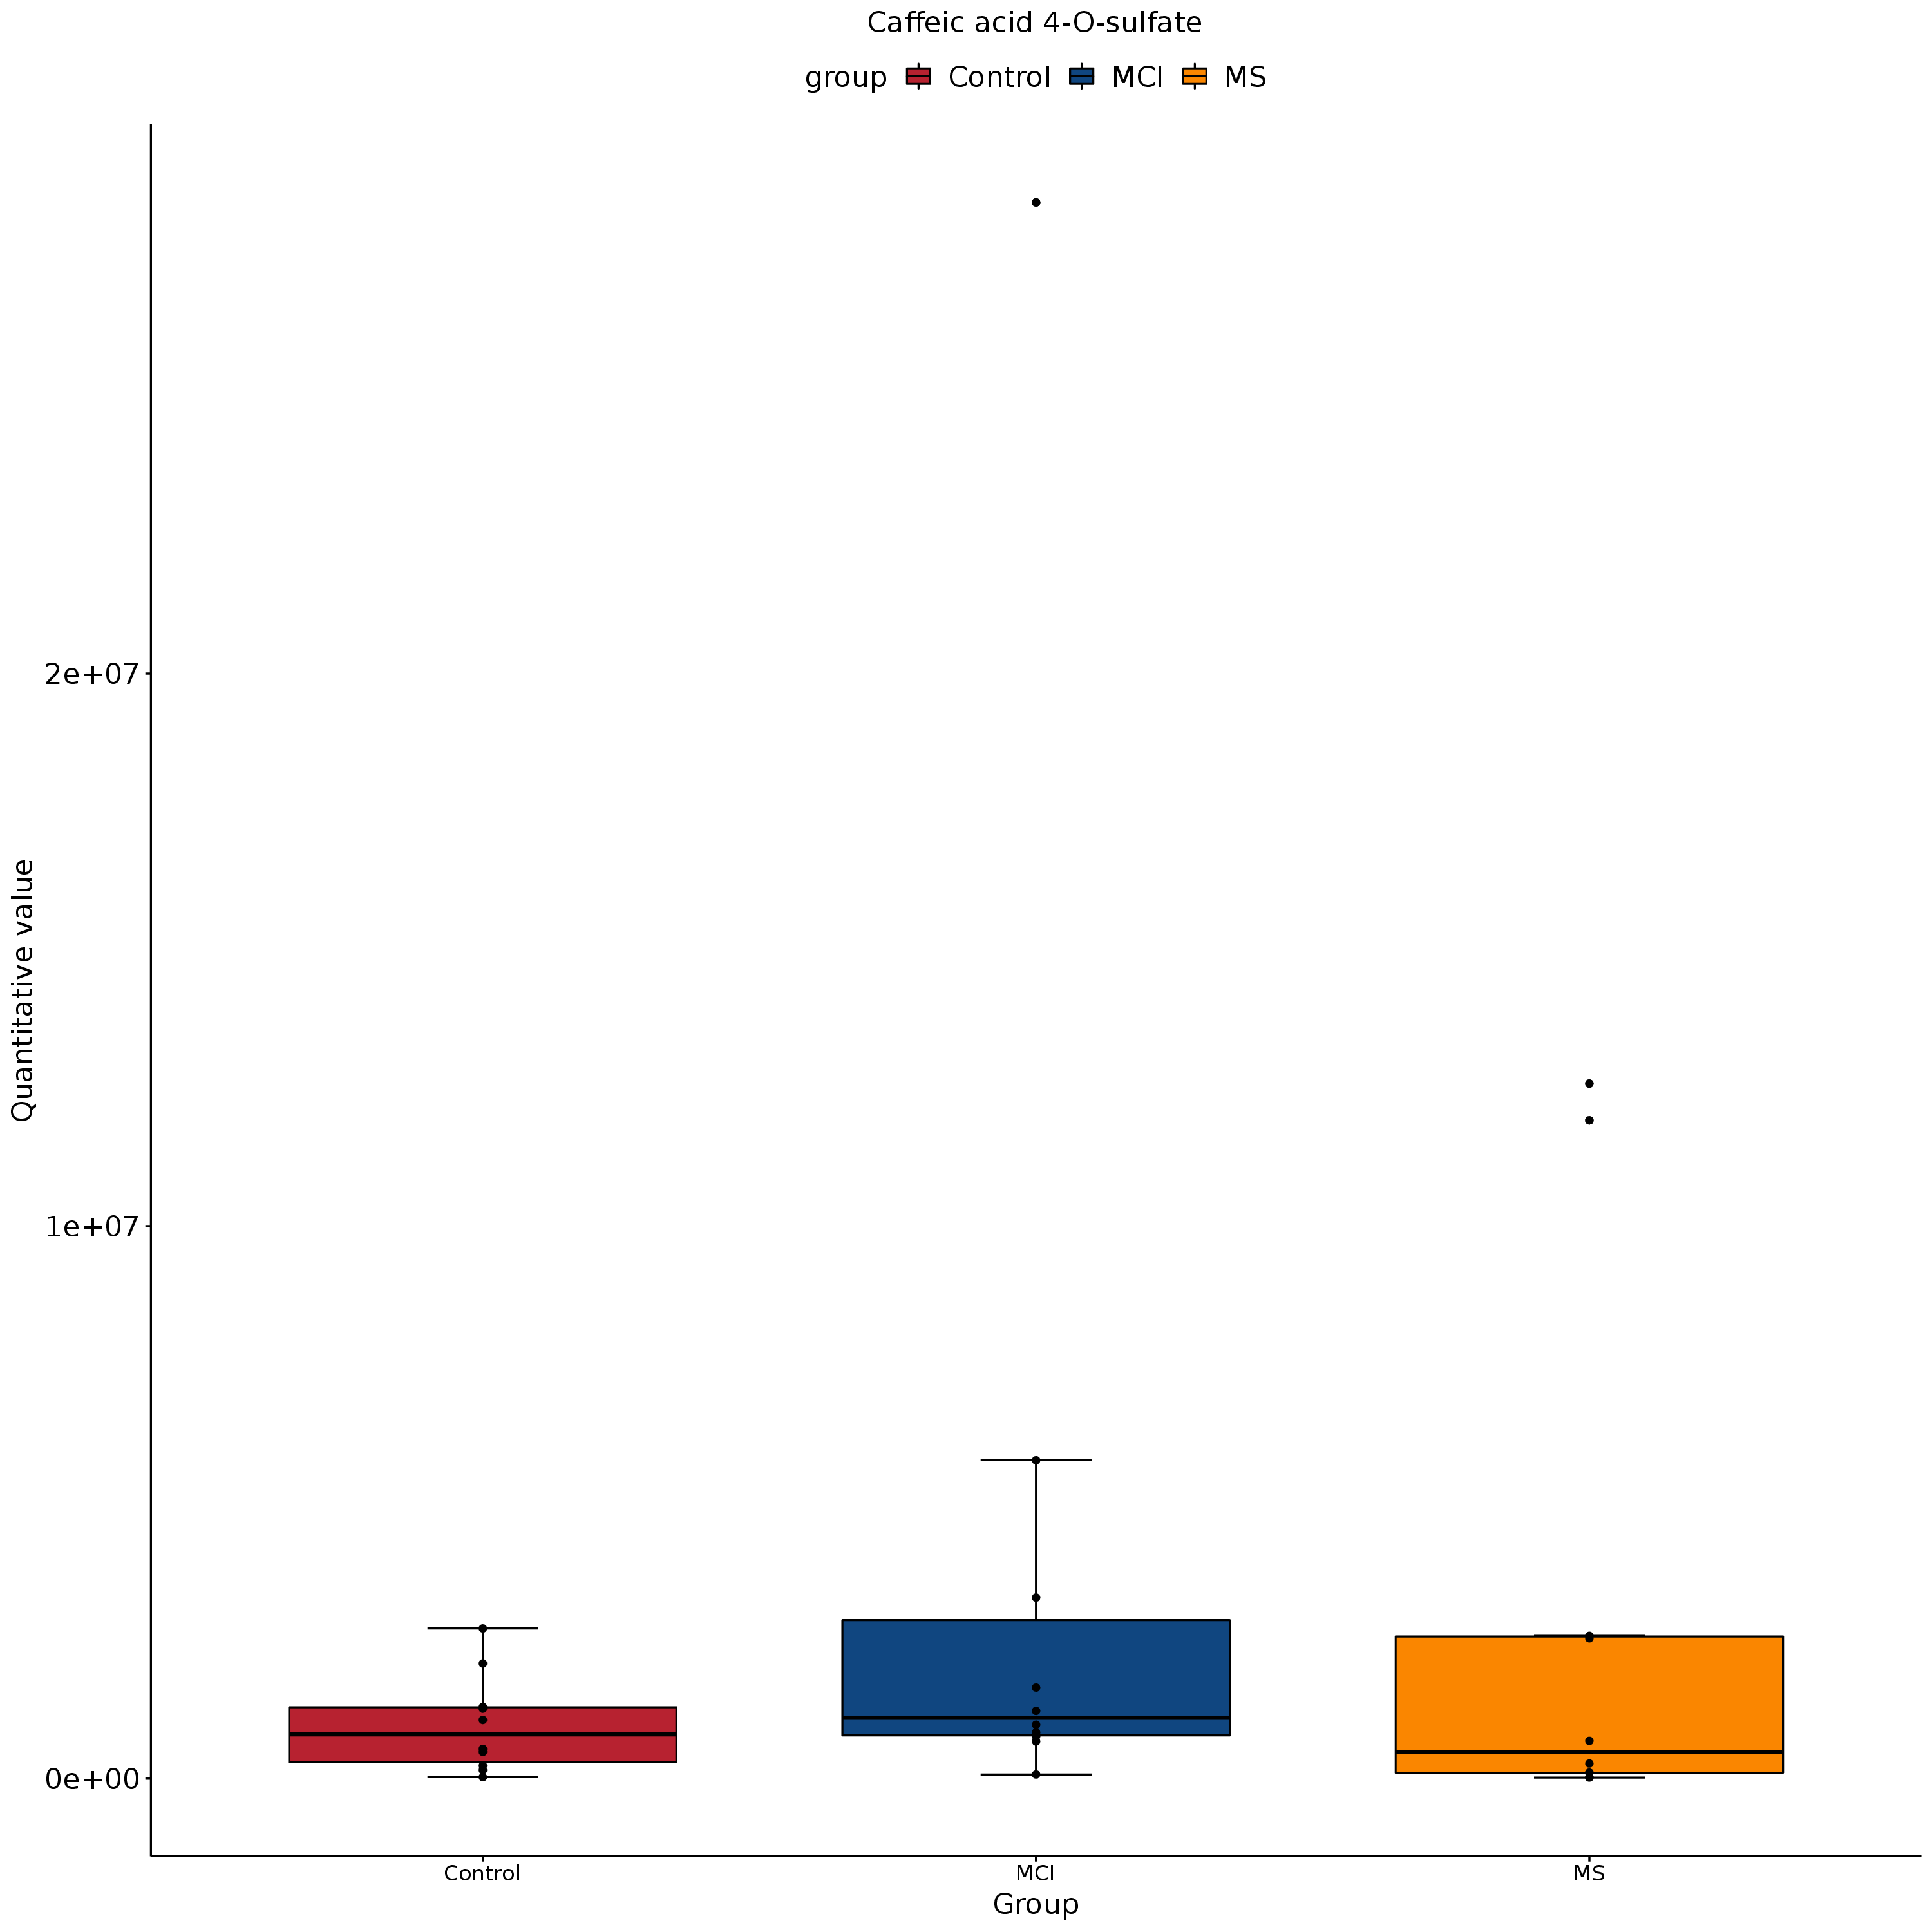 Caffeic acid 4-O-sulfate
group Control MCI MS
Quantitative value
2e+07
1e+07
0e+00
Control MCI MS
Group